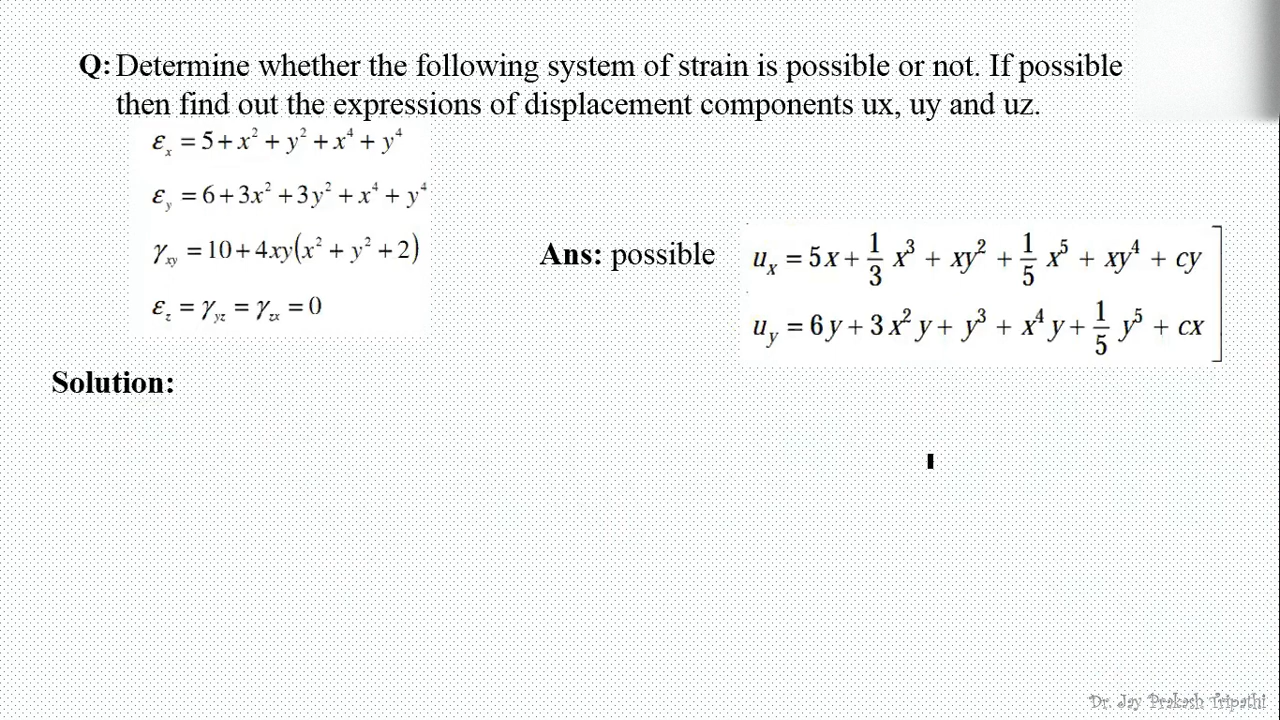 Q: Determine whether the following system of strain is possible or not. If possible
then find out the expressions of displacement components ux, uy and uz.
εₓ = 5+x² + y² + x⁴ + y⁴
ε_y = 6+3x² +3y² + x⁴ + y⁴
γ_xy = 10+4xy(x² + y² +2)
ε_z = γ_yz = γ_zx = 0
Ans: possible
u_x = 5x + 1/3 x³ + xy² + 1/5 x⁵ + xy⁴ + cy
u_y = 6y + 3x²y + y³ + x⁴y + 1/5 y⁵ + cx
Solution:
Dr. Jay Prakash Tripathi